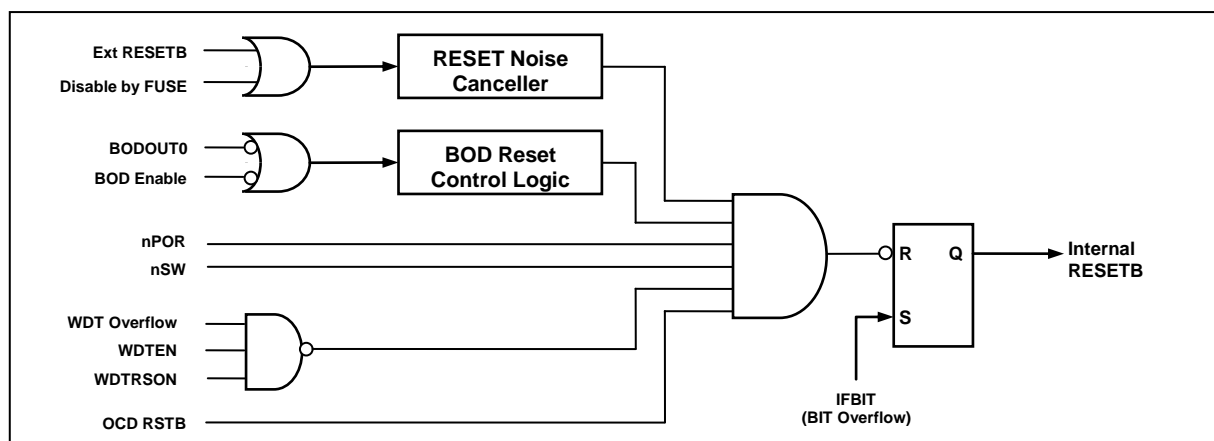 Ext RESETB
Disable by FUSE
RESET Noise
Canceller
BODOUT0
BOD Enable
BOD Reset
Control Logic
nPOR
nSW
WDT Overflow
WDTEN
WDTRSON
OCD RSTB
R
Q
S
Internal
RESETB
IFBIT
(BIT Overflow)